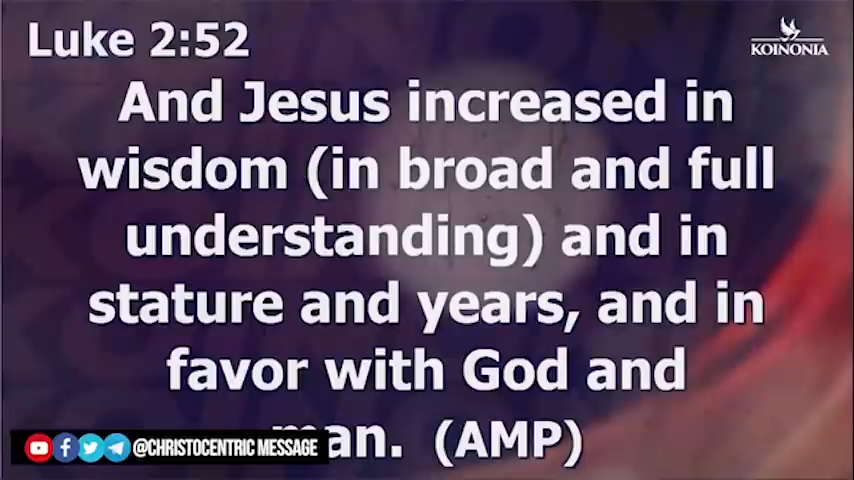 Luke 2:52
KOINONIA
And Jesus increased in
wisdom (in broad and full
understanding) and in
stature and years, and in
favor with God and
man. (AMP)
@CHRISTOCENTRIC MESSAGE